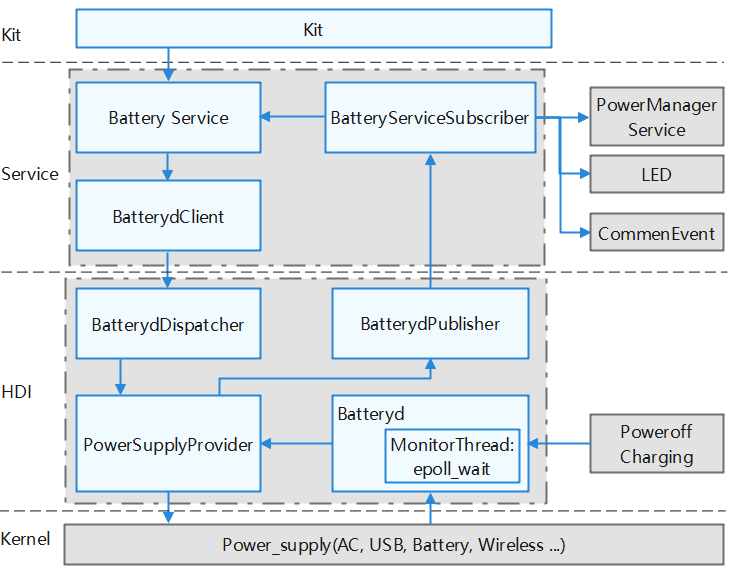 Kit
Kit
Service
Battery Service
BatteryServiceSubscriber
PowerManager
Service
LED
BatterydClient
CommenEvent
HDI
BatterydDispatcher
BatterydPublisher
PowerSupplyProvider
Batteryd
MonitorThread:
epoll_wait
Poweroff
Charging
Kernel
Power_supply(AC, USB, Battery, Wireless ...)